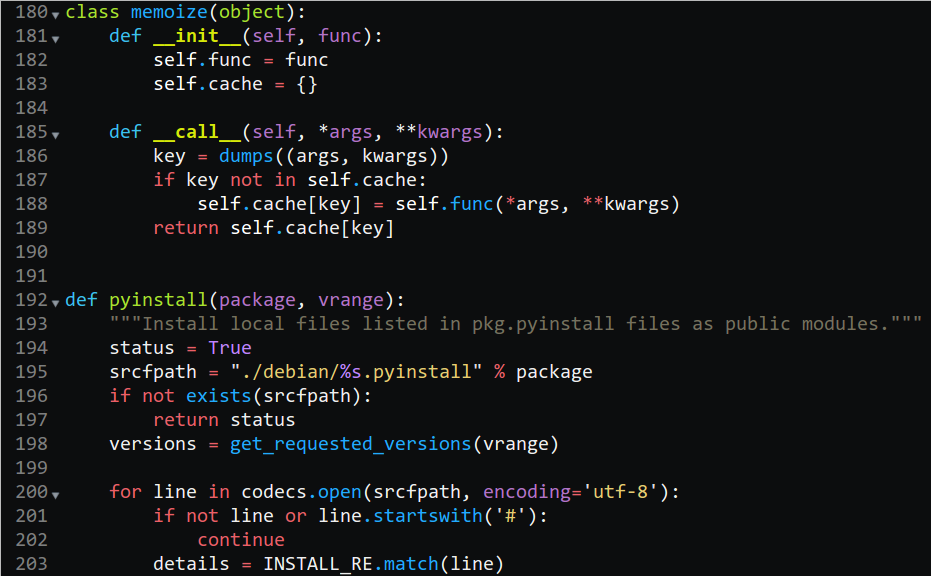 180 class memoize(object):
181     def __init__(self, func):
182         self.func = func
183         self.cache = {}
184
185     def __call__(self, *args, **kwargs):
186         key = dumps((args, kwargs))
187         if key not in self.cache:
188             self.cache[key] = self.func(*args, **kwargs)
189         return self.cache[key]
190
191
192 def pyinstall(package, vrange):
193     """Install local files listed in pkg.pyinstall files as public modules."""
194     status = True
195     srcfpath = "./debian/%s.pyinstall" % package
196     if not exists(srcfpath):
197         return status
198     versions = get_requested_versions(vrange)
199
200     for line in codecs.open(srcfpath, encoding='utf-8'):
201         if not line or line.startswith('#'):
202             continue
203         details = INSTALL_RE.match(line)